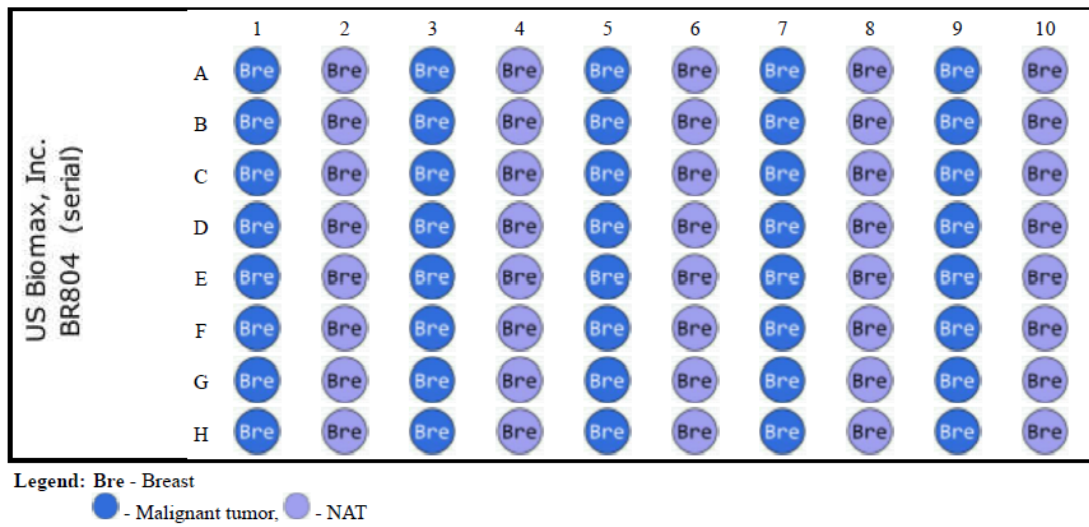 US Biomax, Inc.
BR804 (serial)
1 2 3 4 5 6 7 8 9 10
A Bre Bre Bre Bre Bre Bre Bre Bre Bre Bre
B Bre Bre Bre Bre Bre Bre Bre Bre Bre Bre
C Bre Bre Bre Bre Bre Bre Bre Bre Bre Bre
D Bre Bre Bre Bre Bre Bre Bre Bre Bre Bre
E Bre Bre Bre Bre Bre Bre Bre Bre Bre Bre
F Bre Bre Bre Bre Bre Bre Bre Bre Bre Bre
G Bre Bre Bre Bre Bre Bre Bre Bre Bre Bre
H Bre Bre Bre Bre Bre Bre Bre Bre Bre Bre
Legend: Bre - Breast
- Malignant tumor, - NAT